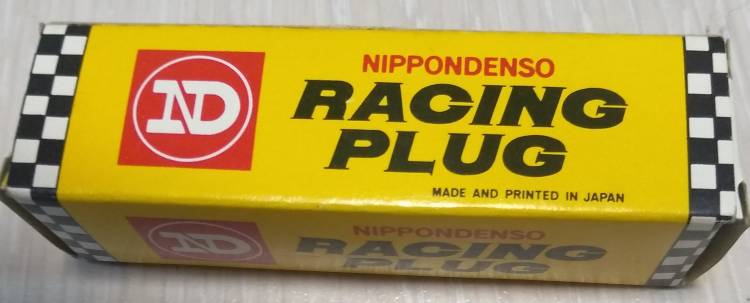 ND
NIPPONDENSO
RACING
PLUG
MADE AND PRINTED IN JAPAN
ND
NIPPONDENSO
RACING
PLUG